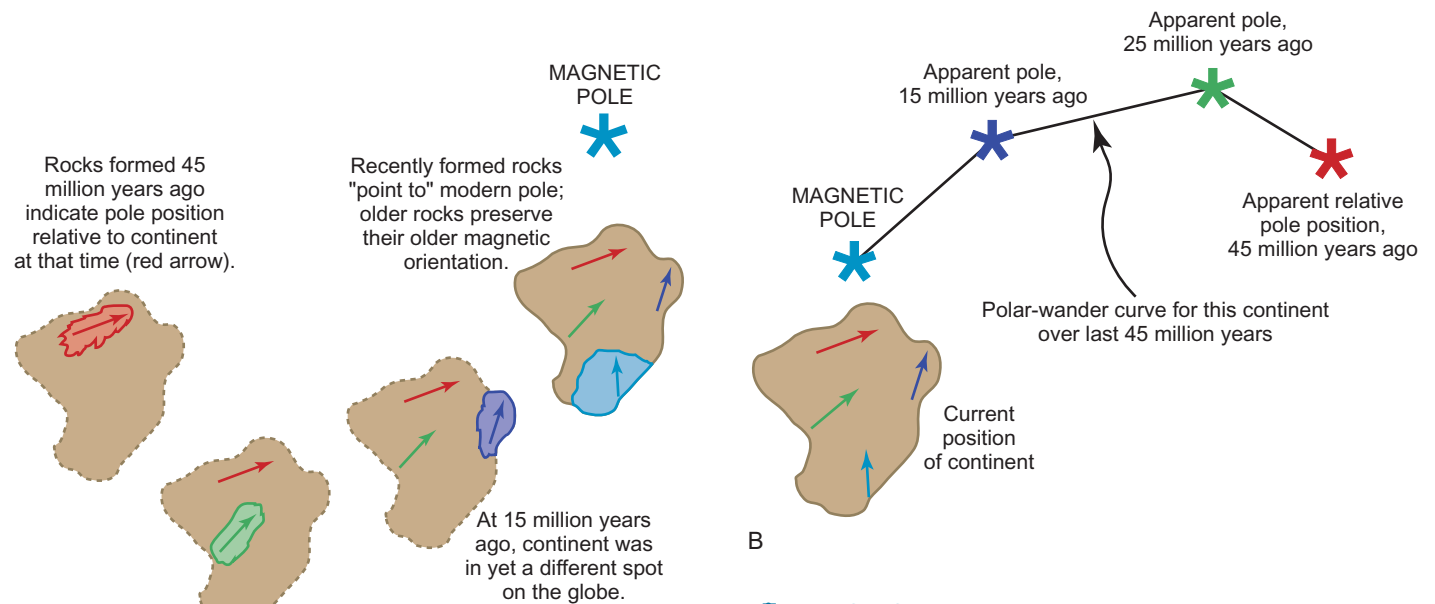 Rocks formed 45
million years ago
indicate pole position
relative to continent
at that time (red arrow).
Recently formed rocks
"point to" modern pole;
older rocks preserve
their older magnetic
orientation.
MAGNETIC
POLE
At 15 million years
ago, continent was
in yet a different spot
on the globe.
MAGNETIC
POLE
Apparent pole,
15 million years ago
Apparent pole,
25 million years ago
Apparent relative
pole position,
45 million years ago
Polar-wander curve for this continent
over last 45 million years
Current
position
of continent
B